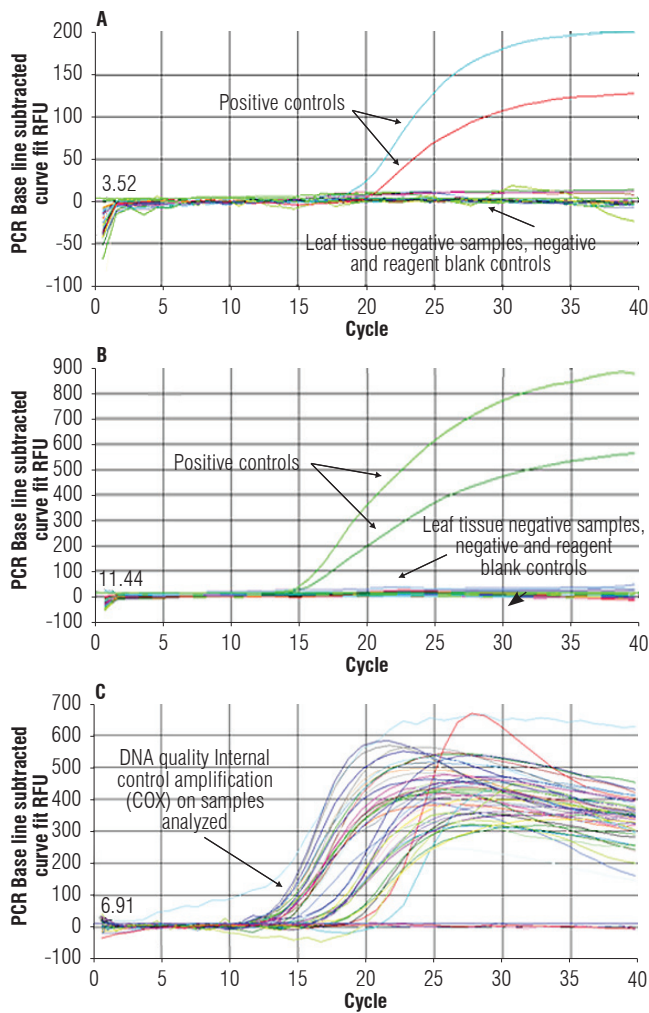 A
PCR Base line subtracted
curve fit RFU
200
150
100
50
0
-50
-100
Positive controls
3.52
Leaf tissue negative samples, negative
and reagent blank controls
0 5 10 15 20 25 30 35 40
Cycle
B
PCR Base line subtracted
curve fit RFU
900
800
700
600
500
400
300
200
100
0
-100
Positive controls
Leaf tissue negative samples,
negative and reagent
blank controls
11.44
0 5 10 15 20 25 30 35 40
Cycle
C
PCR Base line subtracted
curve fit RFU
700
600
500
400
300
200
100
0
-100
DNA quality Internal
control amplification
(COX) on samples
analyzed
6.91
0 5 10 15 20 25 30 35 40
Cycle